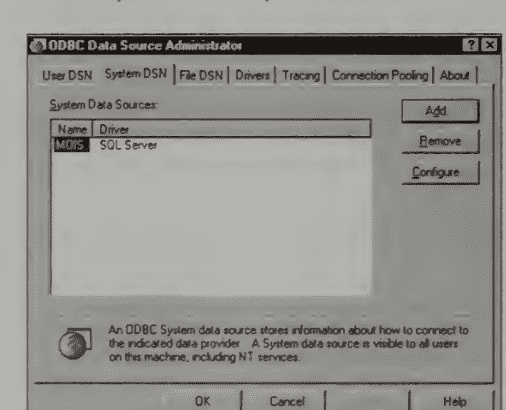 ODBC Data Source Administrator
User DSN System DSN File DSN Drivers Tracing Connection Pooling About
System Data Sources:
Add
Name Driver
MOIS SQL Server
Remove
Configure
An ODBC System data source stores information about how to connect to
the indicated data provider A System data source is visible to all users
on this machine, including NT services.
OK Cancel Help